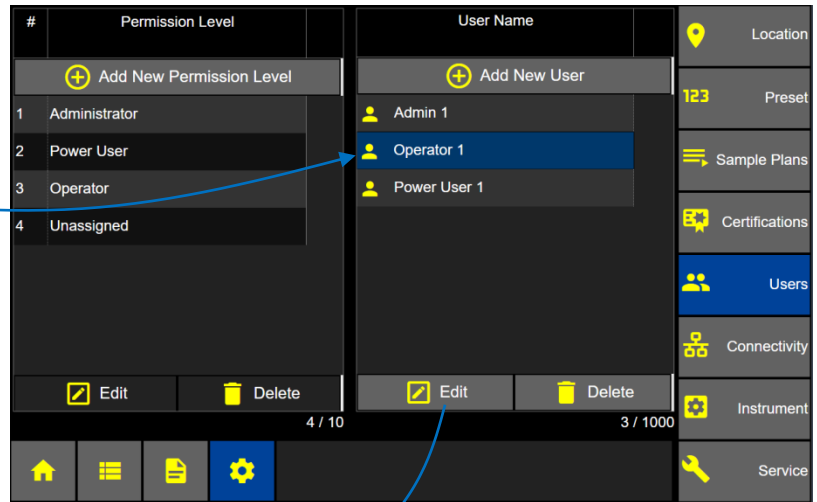 # Permission Level
Add New Permission Level
1 Administrator
2 Power User
3 Operator
4 Unassigned
Edit Delete
4 / 10
User Name
Add New User
Admin 1
Operator 1
Power User 1
Edit Delete
3 / 1000
Location
123 Preset
Sample Plans
Certifications
Users
Connectivity
Instrument
Service